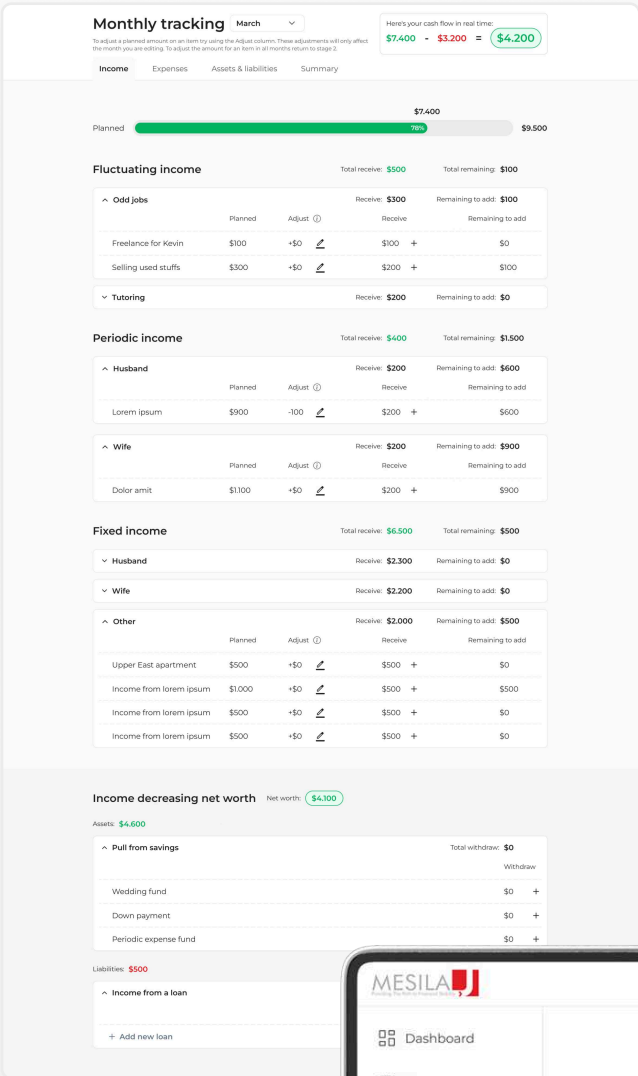 Monthly tracking March
To adjust a planned amount on an item try using the Adjust column. These adjustments will only affect
the month you are editing. To adjust the amount for an item in all months return to stage 2.
Here's your cash flow in real time:
$7.400 - $3.200 = $4.200
Income Expenses Assets & liabilities Summary
$7.400
Planned 78% $9.500
Fluctuating income Total receive: $500 Total remaining: $100
Odd jobs Receive: $300 Remaining to add: $100
Planned Adjust Receive Remaining to add
Freelance for Kevin $100 +$0 $100 + $0
Selling used stuffs $300 +$0 $200 + $100
Tutoring Receive: $200 Remaining to add: $0
Periodic income Total receive: $400 Total remaining: $1.500
Husband Receive: $200 Remaining to add: $600
Planned Adjust Receive Remaining to add
Lorem ipsum $900 -100 $200 + $600
Wife Receive: $200 Remaining to add: $900
Planned Adjust Receive Remaining to add
Dolor amit $1.100 +$0 $200 + $900
Fixed income Total receive: $6.500 Total remaining: $500
Husband Receive: $2.300 Remaining to add: $0
Wife Receive: $2.200 Remaining to add: $0
Other Receive: $2.000 Remaining to add: $500
Planned Adjust Receive Remaining to add
Upper East apartment $500 +$0 $500 + $0
Income from lorem ipsum $1.000 +$0 $500 + $500
Income from lorem ipsum $500 +$0 $500 + $0
Income from lorem ipsum $500 +$0 $500 + $0
Income decreasing net worth Net worth: $4.100
Assets: $4.600
Pull from savings Total withdraw: $0
Withdraw
Wedding fund $0 +
Down payment $0 +
Periodic expense fund $0 +
Liabilities: $500
Income from a loan
+ Add new loan
MESILA
Dashboard